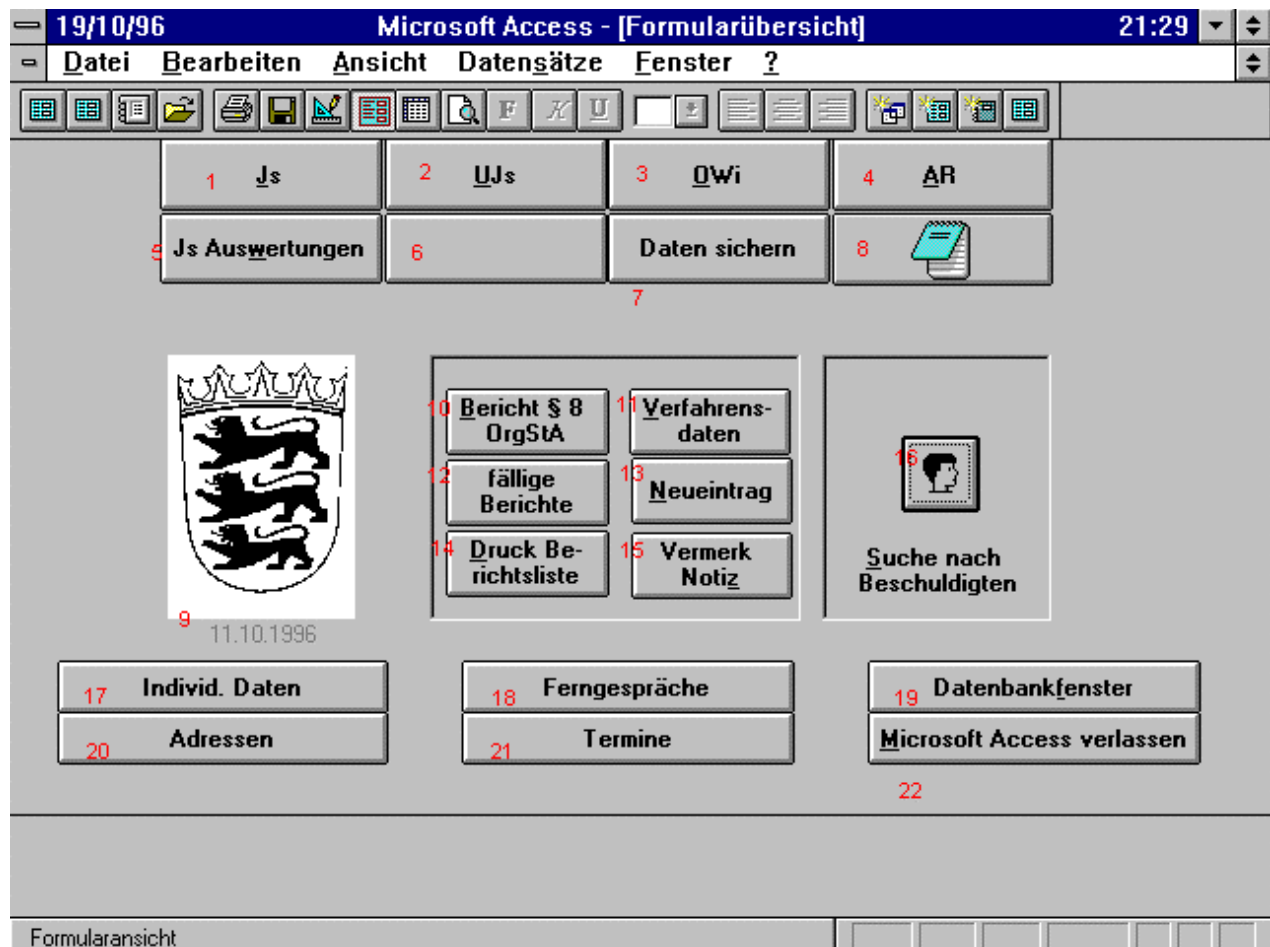 19/10/96 Microsoft Access - [Formularübersicht] 21:29
Datei Bearbeiten Ansicht Datensätze Fenster ?
F K U
1 Js 2 UJs 3 OWi 4 AR
5 Js Auswertungen 6 Daten sichern 8
7
10 Bericht § 8 11 Verfahrens-
OrgStA daten
12 fällige 13 Neueintrag 16
Berichte
14 Druck Be- 15 Vermerk Suche nach
richtsliste Notiz Beschuldigten
9
11.10.1996
17 Individ. Daten 18 Ferngespräche 19 Datenbankfenster
20 Adressen 21 Termine Microsoft Access verlassen
22
Formularansicht